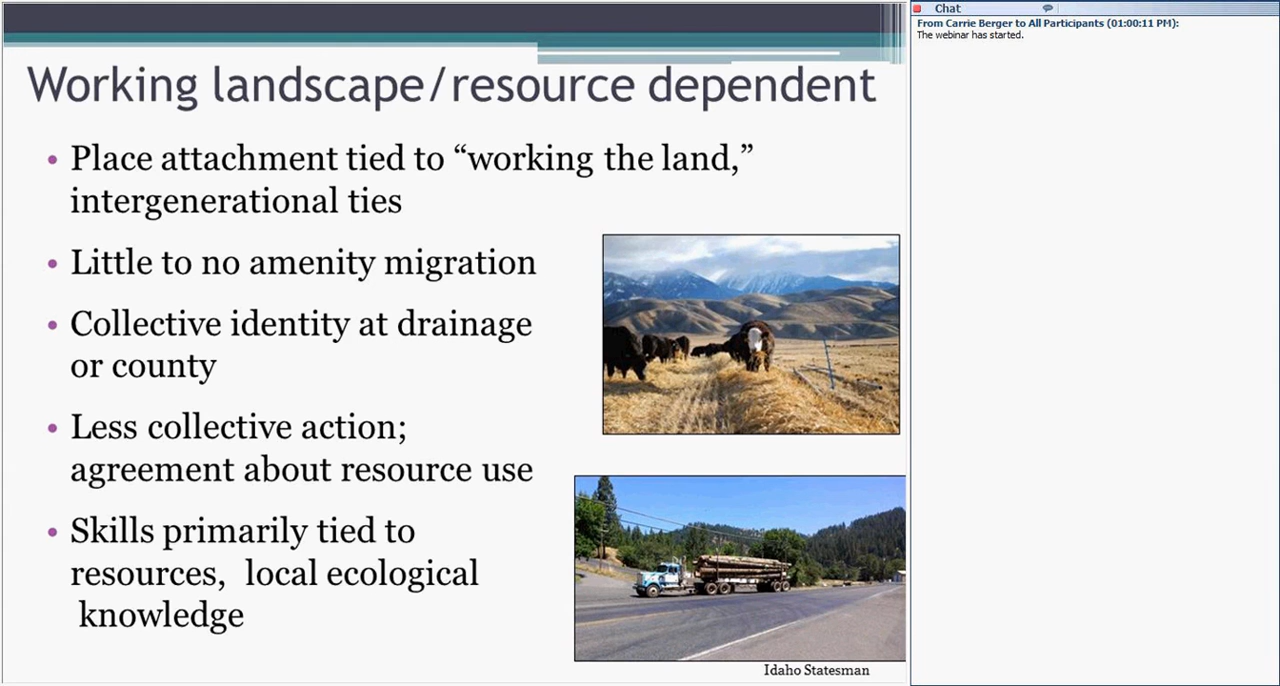 Working landscape/resource dependent
• Place attachment tied to “working the land,”
intergenerational ties
• Little to no amenity migration
• Collective identity at drainage
or county
• Less collective action;
agreement about resource use
• Skills primarily tied to
resources, local ecological
knowledge
Idaho Statesman
Chat
From Carrie Berger to All Participants (01:00:11 PM):
The webinar has started.